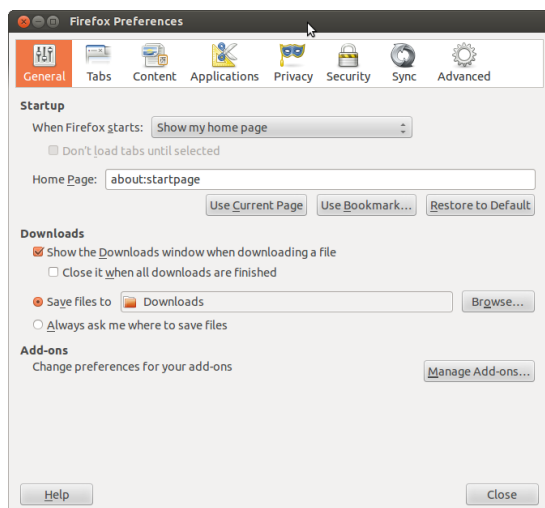 Firefox Preferences
General Tabs Content Applications Privacy Security Sync Advanced
Startup
When Firefox starts: Show my home page
Don't load tabs until selected
Home Page: about:startpage
Use Current Page Use Bookmark... Restore to Default
Downloads
Show the Downloads window when downloading a file
Close it when all downloads are finished
Save files to Downloads Browse...
Always ask me where to save files
Add-ons
Change preferences for your add-ons
Manage Add-ons...
Help Close